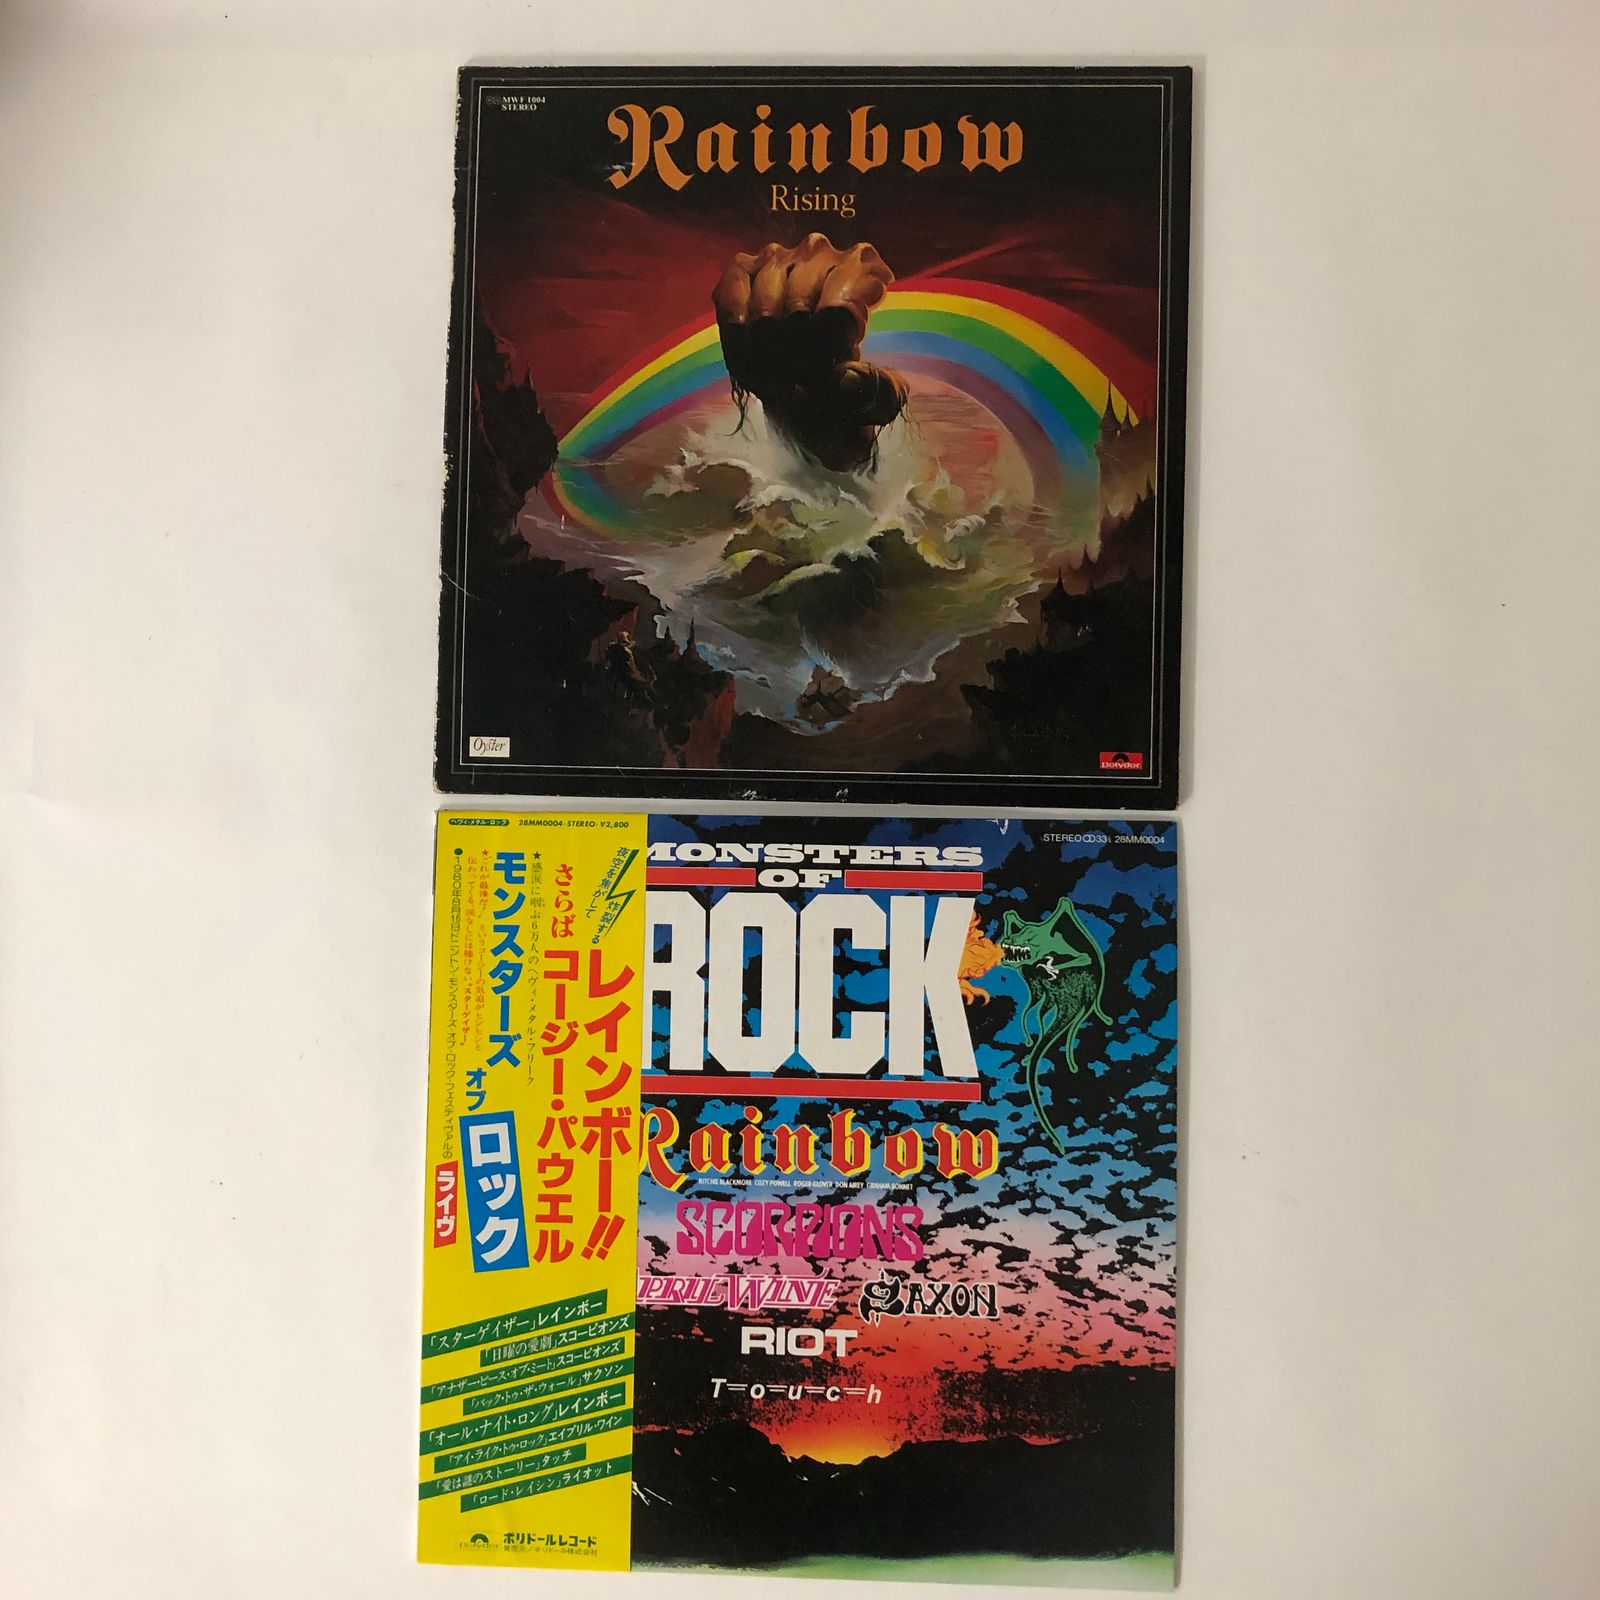 MWF 1004
STEREO
Rainbow
Rising
Oyster
Polydor
ヘヴィ・メタル・ロック 28MM0004・STEREO・¥2,800
夜空を焦がして
炸裂する
レインボー!!
さらば
コージー・パウエル
★感涙に咽ぶ6万人のヘヴィ・メタル・フリーク
モンスターズ
オブ
ロック
★"これが最後だ!"というコージーの気迫がヒシヒシと
伝わってくる、涙なしには聴けない"スターゲイザー"
●1980年8月16日ドニントン・モンスターズ・オブ・ロック・フェスティヴァルの
ライヴ
「スターゲイザー」レインボー
「日曜の愛劇」スコーピオンズ
「アナザー・ピース・オブ・ミート」スコーピオンズ
「バック・トゥ・ザ・ウォール」サクソン
「オール・ナイト・ロング」レインボー
「アイ・ライク・トゥ・ロック」エイプリル・ワイン
「愛は謎のストーリー」タッチ
「ロード・レイシン」ライオット
Polydor
ポリドールレコード
発売元/ポリドール株式会社
STEREO 33⅓ 28MM0004
MONSTERS
OF
ROCK
Rainbow
RITCHIE BLACKMORE COZY POWELL ROGER GLOVER DON AIREY GRAHAM BONNET
SCORPIONS
APRIL WINE
SAXON
RIOT
T=o=u=c=h